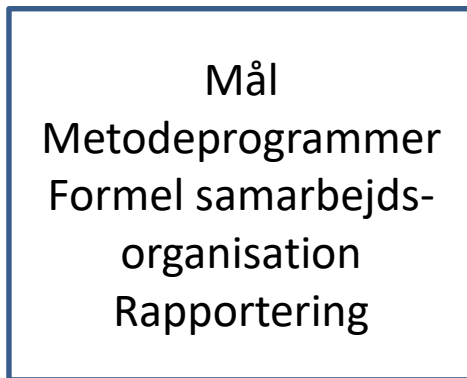 Mål
Metodeprogrammer
Formel samarbejds-
organisation
Rapportering